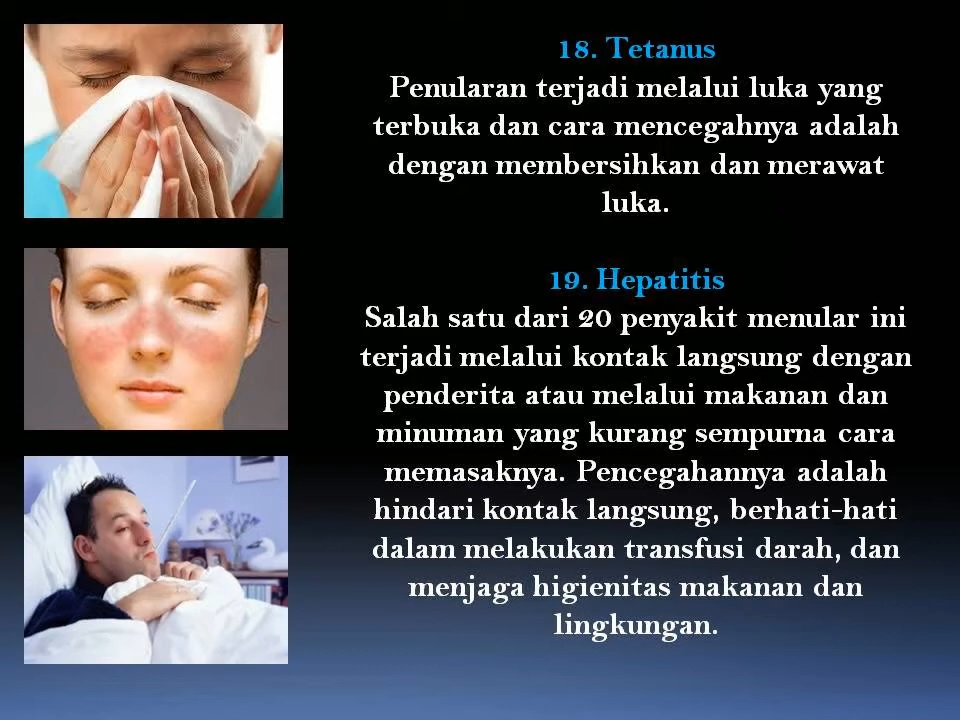 18. Tetanus
Penularan terjadi melalui luka yang
terbuka dan cara mencegahnya adalah
dengan membersihkan dan merawat
luka.
19. Hepatitis
Salah satu dari 20 penyakit menular ini
terjadi melalui kontak langsung dengan
penderita atau melalui makanan dan
minuman yang kurang sempurna cara
memasaknya. Pencegahannya adalah
hindari kontak langsung, berhati-hati
dalam melakukan transfusi darah, dan
menjaga higienitas makanan dan
lingkungan.